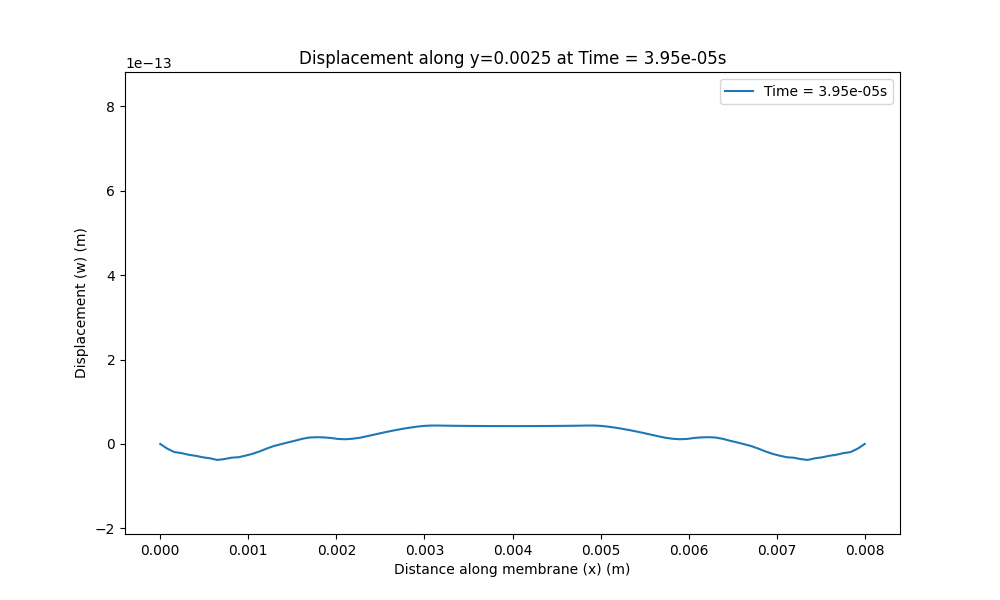 Displacement along y=0.0025 at Time = 3.95e-05s
1e−13
Time = 3.95e-05s
8
6
4
2
0
−2
Displacement (w) (m)
0.000 0.001 0.002 0.003 0.004 0.005 0.006 0.007 0.008
Distance along membrane (x) (m)